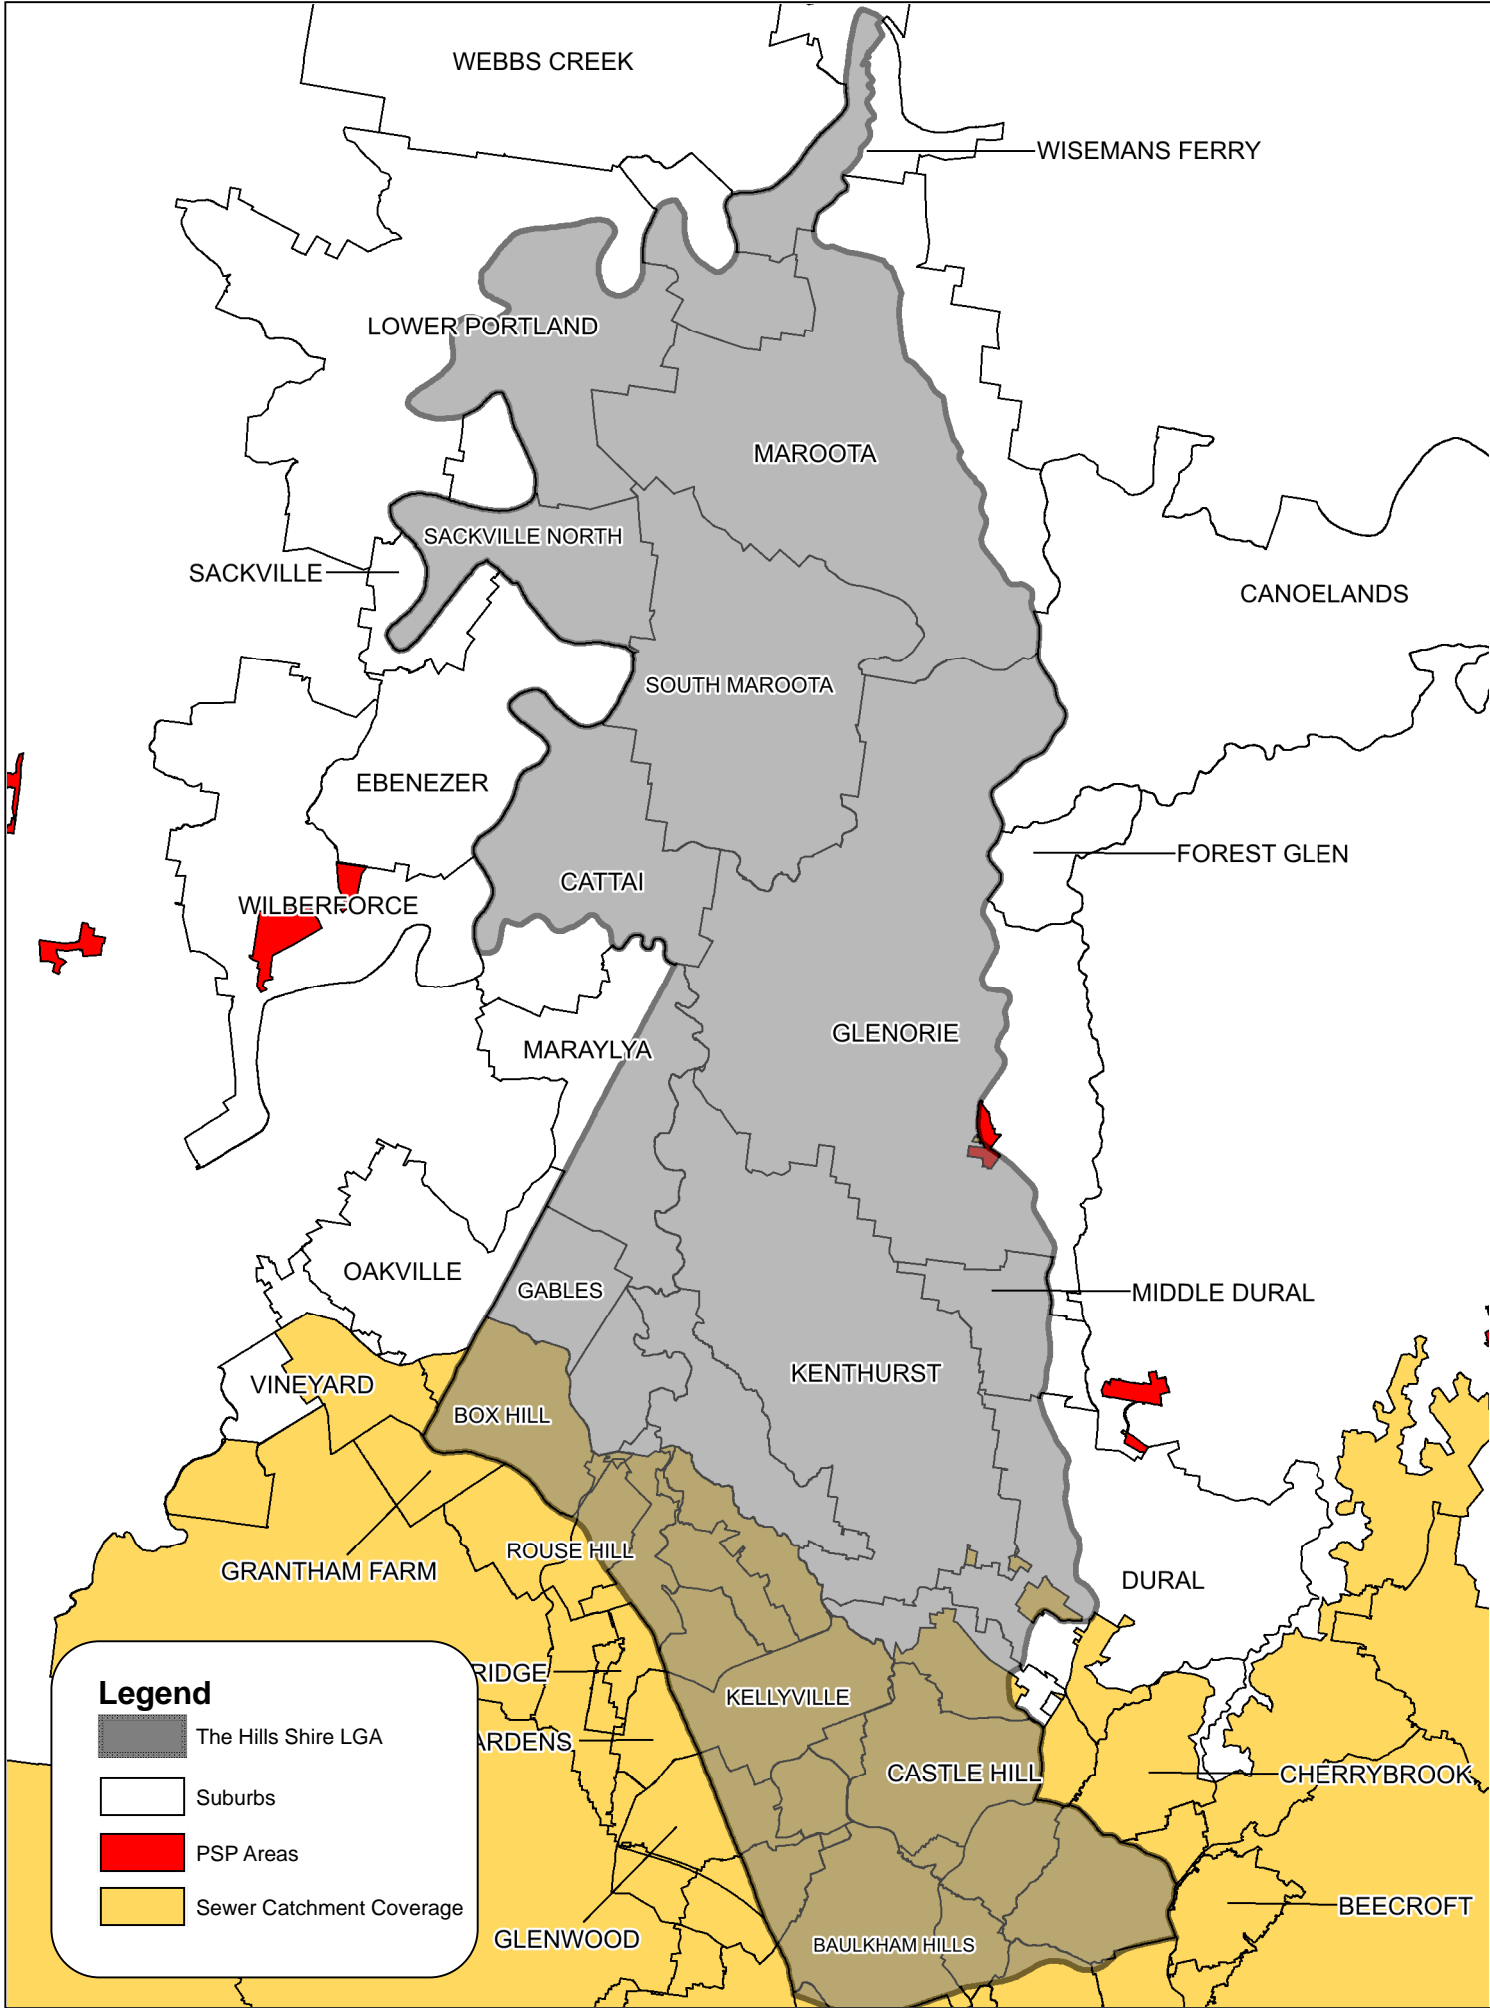 WEBBS CREEK
WISEMANS FERRY
LOWER PORTLAND
MAROOTA
SACKVILLE NORTH
SACKVILLE
CANOELANDS
SOUTH MAROOTA
EBENEZER
FOREST GLEN
CATTAI
WILBERFORCE
GLENORIE
MARAYLYA
OAKVILLE
GABLES
MIDDLE DURAL
KENTHURST
VINEYARD
BOX HILL
ROUSE HILL
GRANTHAM FARM
DURAL
RIDGE
KELLYVILLE
ARDENS
CASTLE HILL
CHERRYBROOK
BEECROFT
GLENWOOD
BAULKHAM HILLS
Legend
The Hills Shire LGA
Suburbs
PSP Areas
Sewer Catchment Coverage